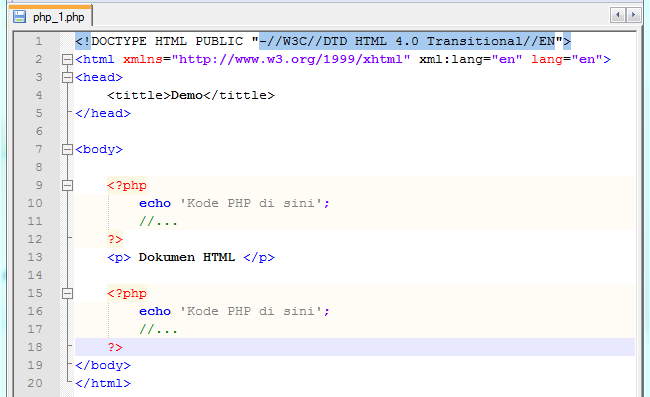 php_1.php
1 <!DOCTYPE HTML PUBLIC "-//W3C//DTD HTML 4.0 Transitional//EN">
2 <html xmlns="http://www.w3.org/1999/xhtml" xml:lang="en" lang="en">
3 <head>
4 <tittle>Demo</tittle>
5 </head>
6
7 <body>
8
9 <?php
10 echo 'Kode PHP di sini';
11 //...
12 ?>
13 <p> Dokumen HTML </p>
14
15 <?php
16 echo 'Kode PHP di sini';
17 //...
18 ?>
19 </body>
20 </html>